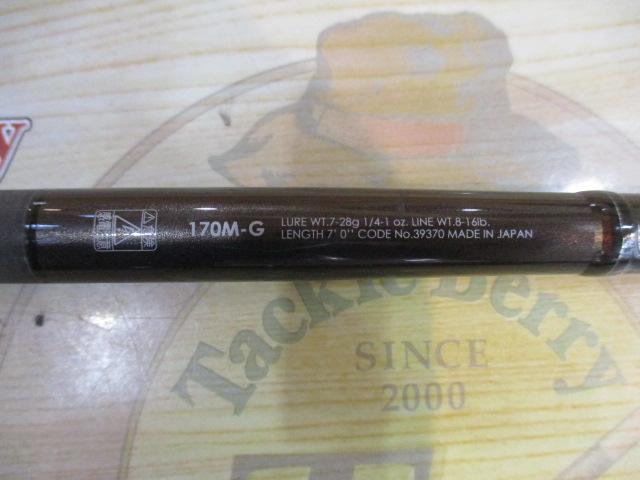 170M-G
LURE WT.7-28g 1/4-1 oz. LINE WT.8-16lb.
LENGTH 7' 0'' CODE No.39370 MADE IN JAPAN
Tackle Berry
SINCE
2000